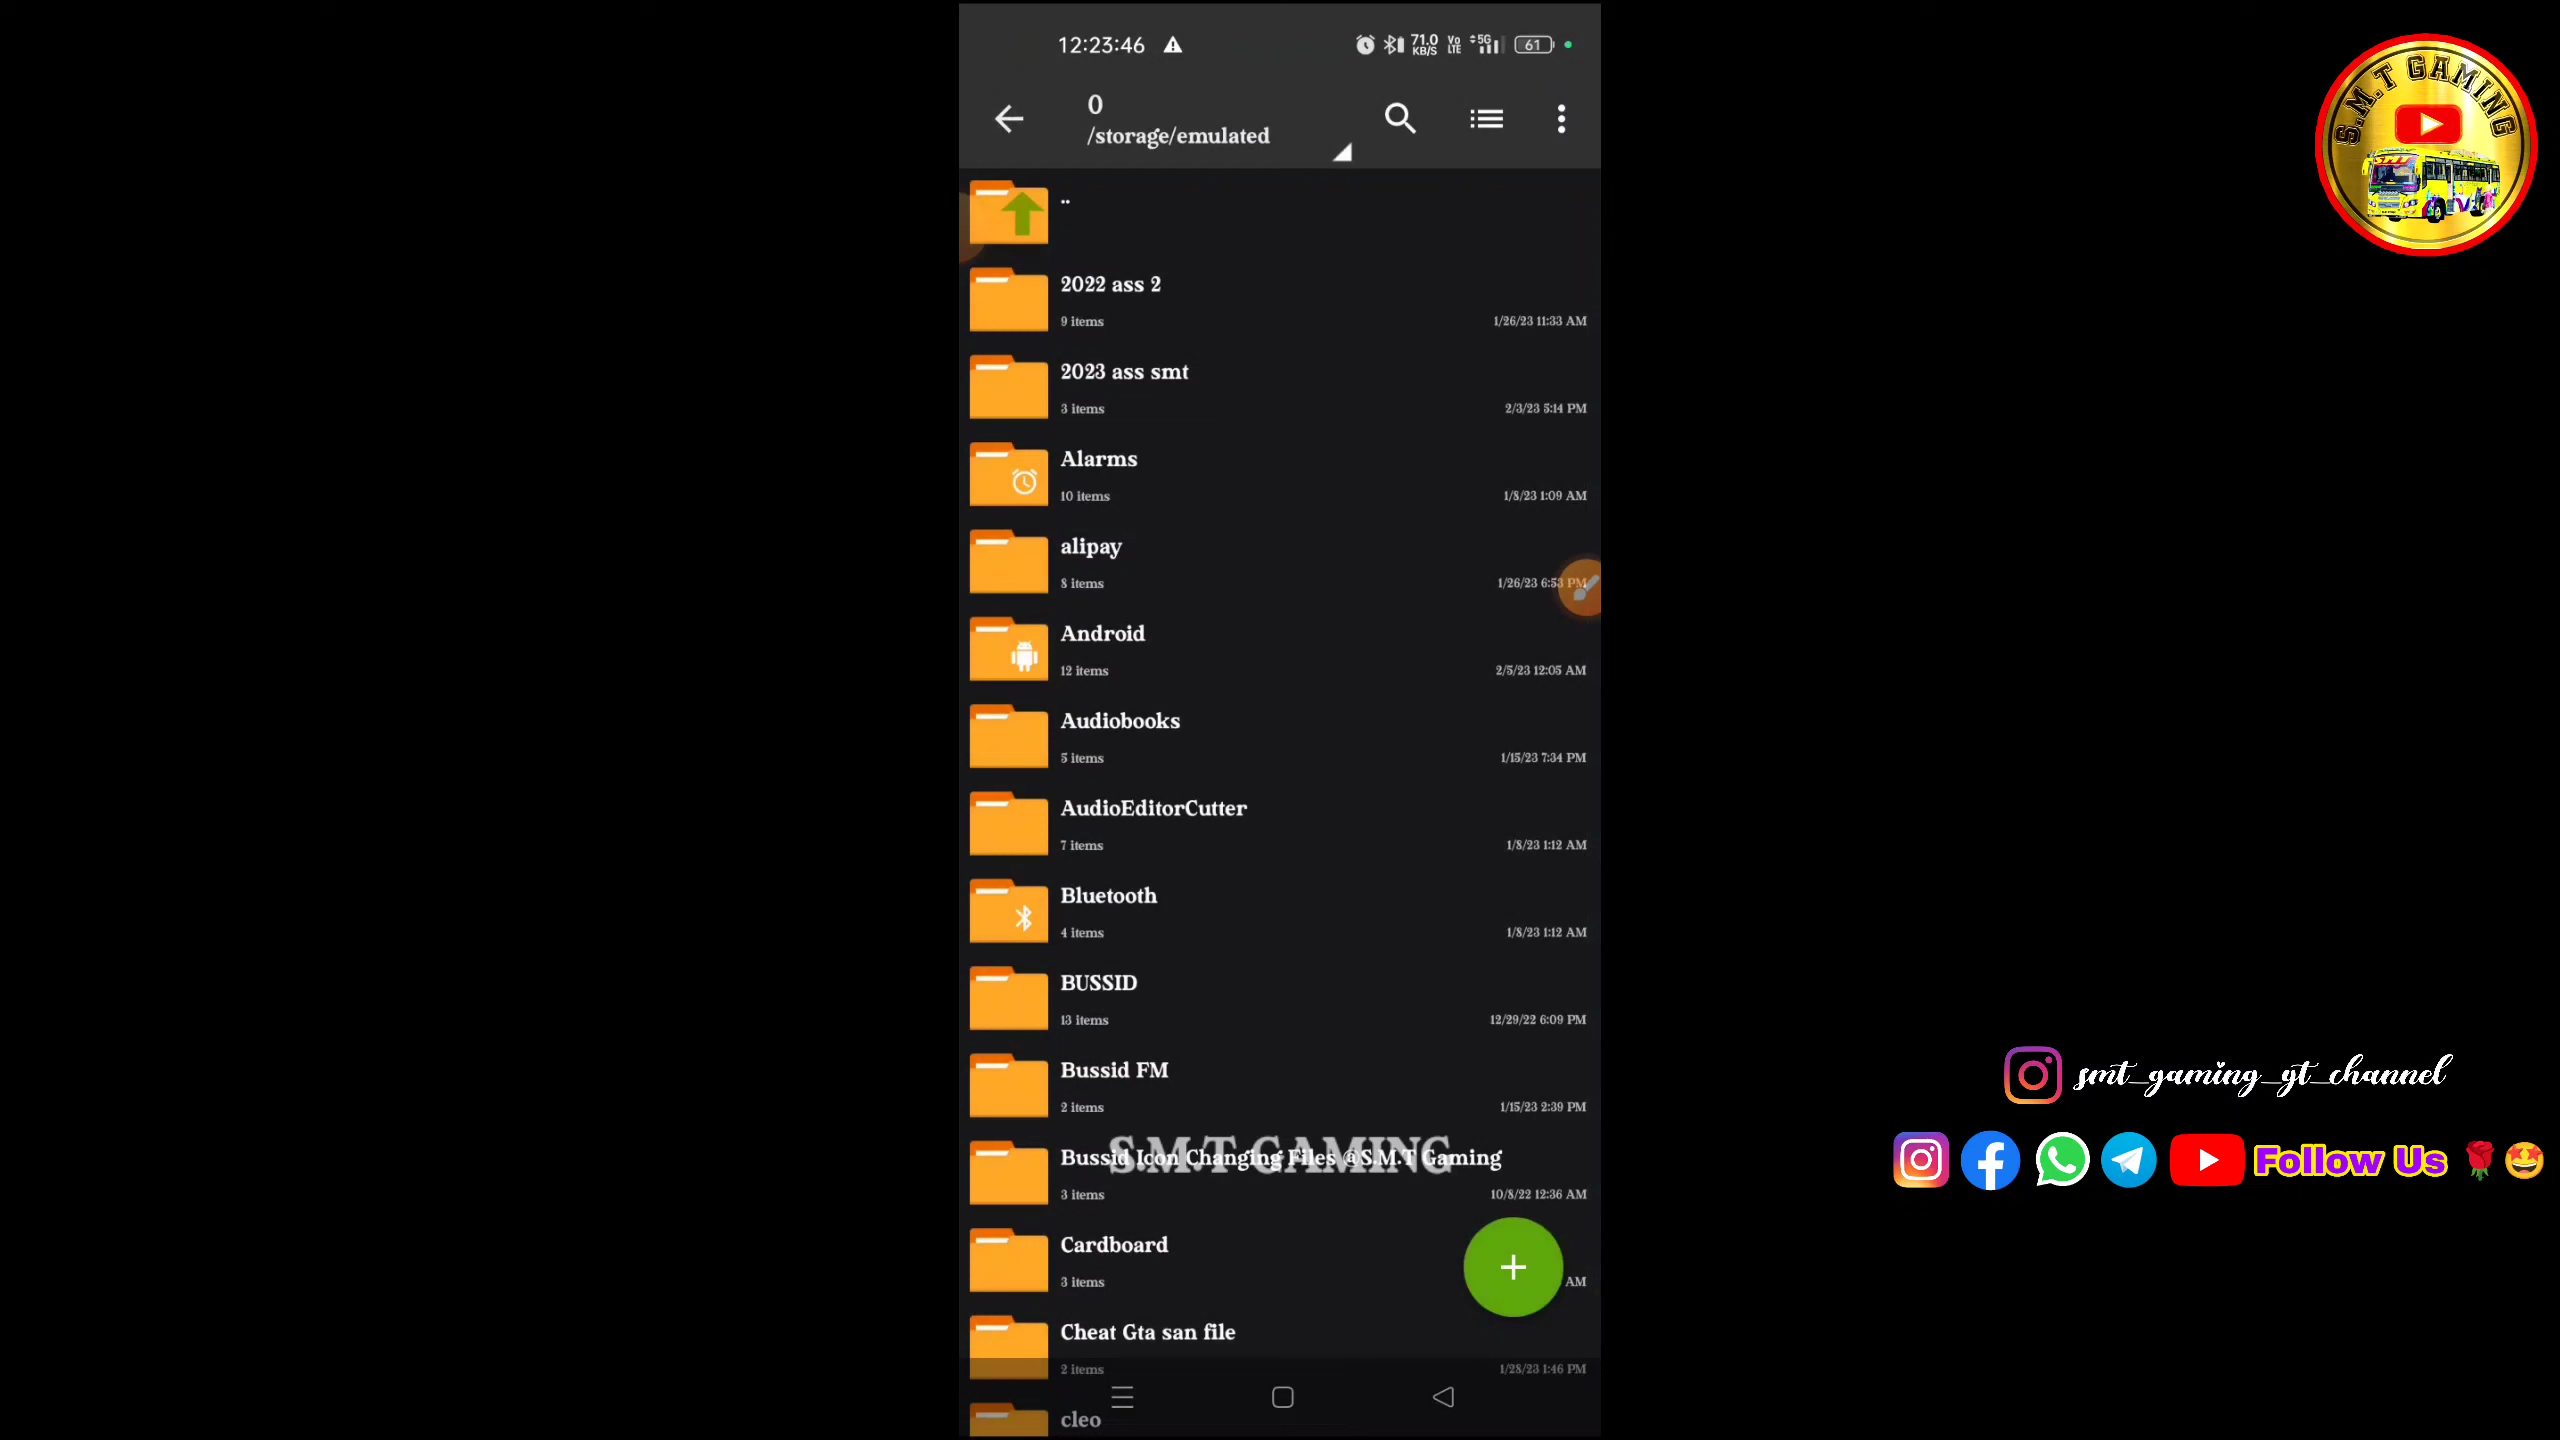 12:23:46
71.0 KB/S Vo LTE 5G 61
0
/storage/emulated
..
2022 ass 2
9 items 1/26/23 11:33 AM
2023 ass smt
3 items 2/3/23 5:14 PM
Alarms
10 items 1/8/23 1:09 AM
alipay
8 items 1/26/23 6:53 PM
Android
12 items 2/5/23 12:05 AM
Audiobooks
5 items 1/15/23 7:34 PM
AudioEditorCutter
7 items 1/8/23 1:12 AM
Bluetooth
4 items 1/8/23 1:12 AM
BUSSID
13 items 12/29/22 6:09 PM
Bussid FM
2 items 1/15/23 2:39 PM
S.M.T GAMING
Bussid Icon Changing Files @S.M.T Gaming
3 items 10/8/22 12:36 AM
Cardboard
3 items AM
Cheat Gta san file
2 items 1/28/23 1:46 PM
cleo
S.M.T GAMING
SMT
smt_gaming_yt_channel
Follow Us